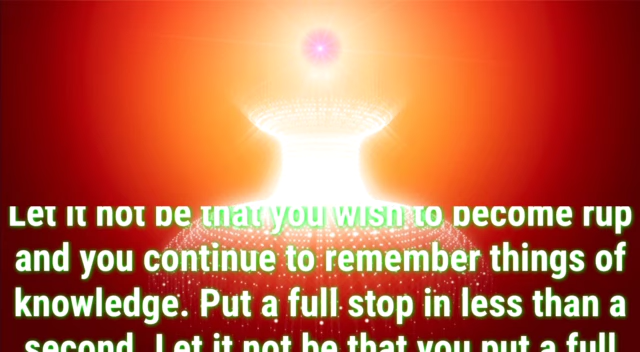 Let it not be that you wish to become rup
and you continue to remember things of
knowledge. Put a full stop in less than a
second. Let it not be that you put a full